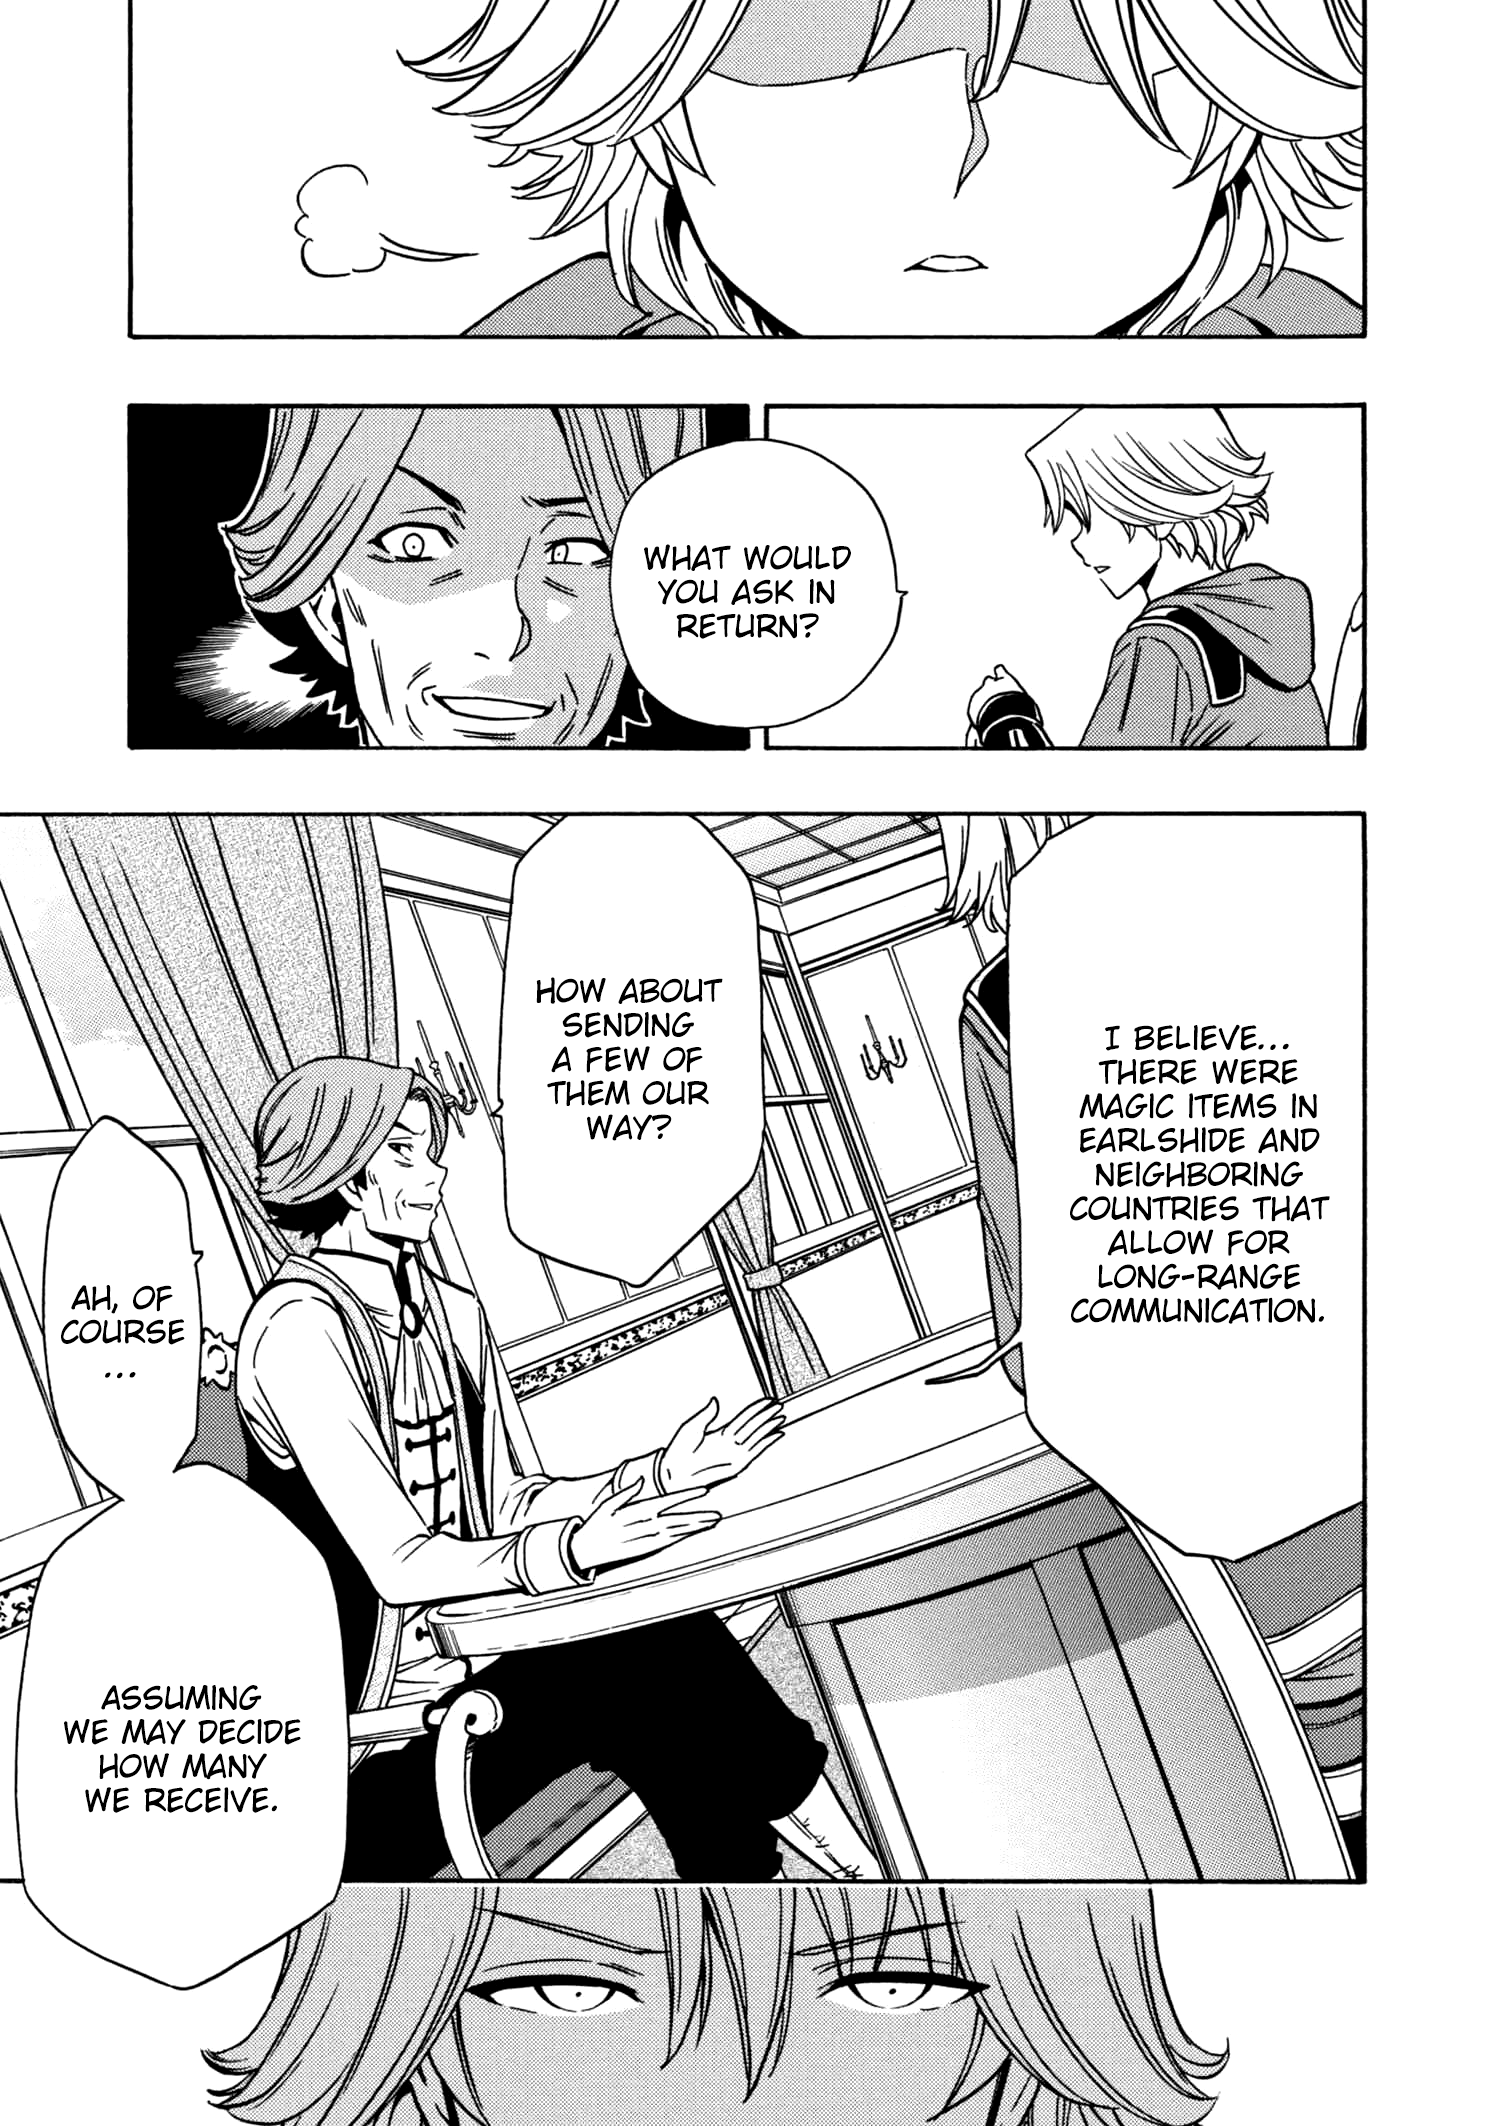 WHAT WOULD
YOU ASK IN
RETURN?
I BELIEVE...
THERE WERE
MAGIC ITEMS IN
EARLSHIDE AND
NEIGHBORING
COUNTRIES THAT
ALLOW FOR
LONG-RANGE
COMMUNICATION.
HOW ABOUT
SENDING
A FEW OF
THEM OUR
WAY?
AH, OF
COURSE
...
ASSUMING
WE MAY DECIDE
HOW MANY
WE RECEIVE.